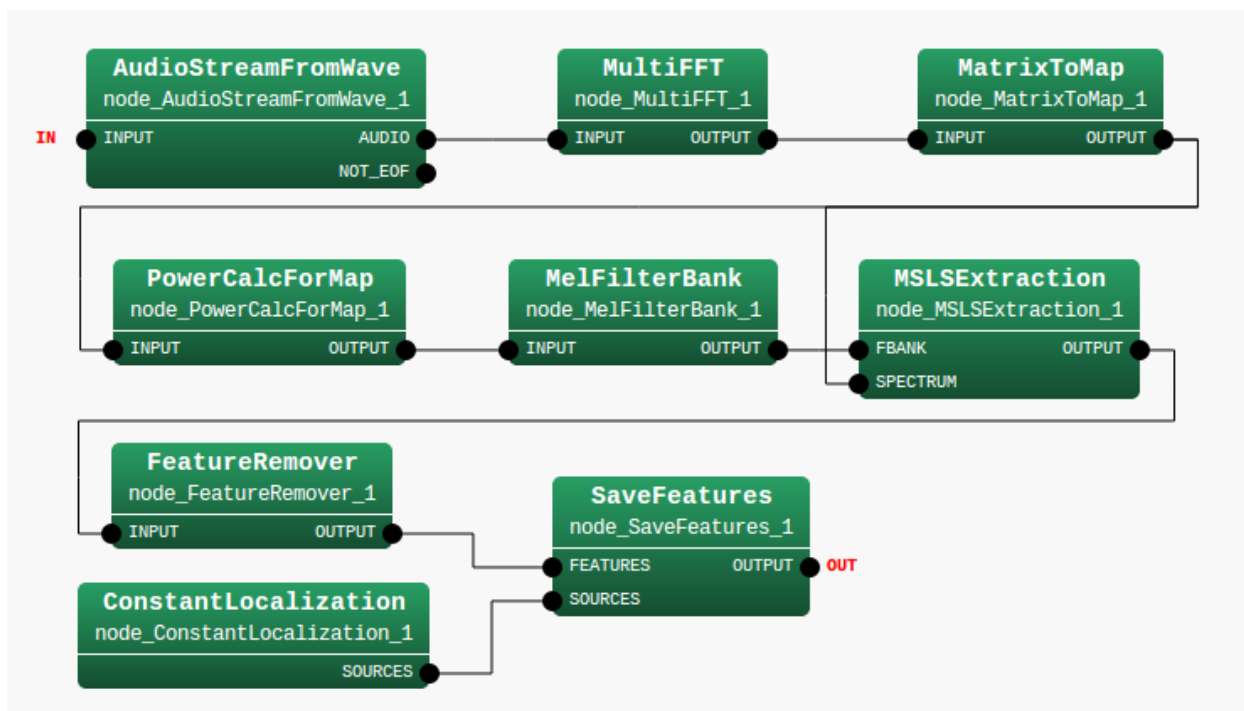 AudioStreamFromWave
node_AudioStreamFromWave_1
IN
INPUT AUDIO
NOT_EOF
MultiFFT
node_MultiFFT_1
INPUT OUTPUT
MatrixToMap
node_MatrixToMap_1
INPUT OUTPUT
PowerCalcForMap
node_PowerCalcForMap_1
INPUT OUTPUT
MelFilterBank
node_MelFilterBank_1
INPUT OUTPUT
MSLSExtraction
node_MSLSExtraction_1
FBANK OUTPUT
SPECTRUM
FeatureRemover
node_FeatureRemover_1
INPUT OUTPUT
SaveFeatures
node_SaveFeatures_1
FEATURES OUTPUT OUT
SOURCES
ConstantLocalization
node_ConstantLocalization_1
SOURCES